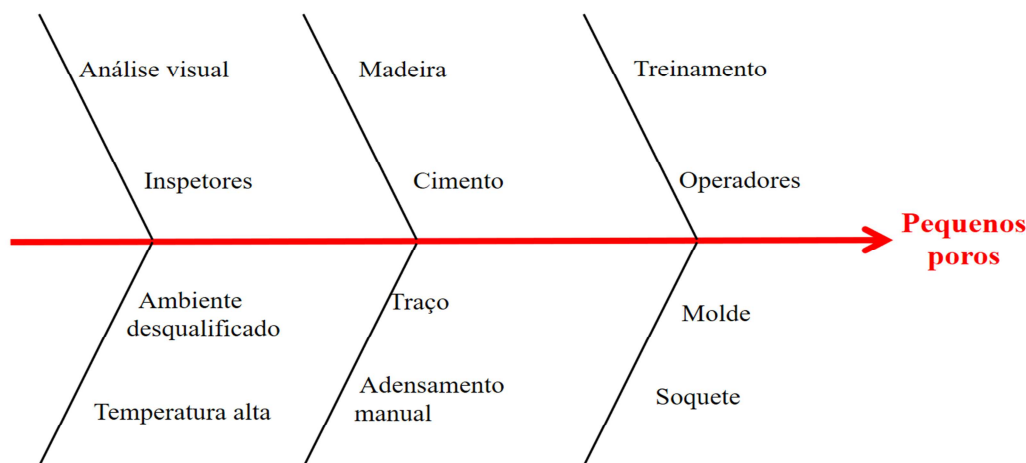 Análise visual
Madeira
Treinamento
Inspetores
Cimento
Operadores
Pequenos
poros
Ambiente
desqualificado
Traço
Molde
Adensamento
manual
Soquete
Temperatura alta